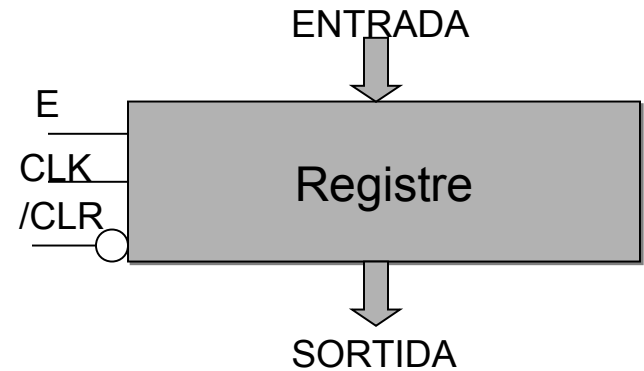 ENTRADA
E
CLK
/CLR
Registre
SORTIDA